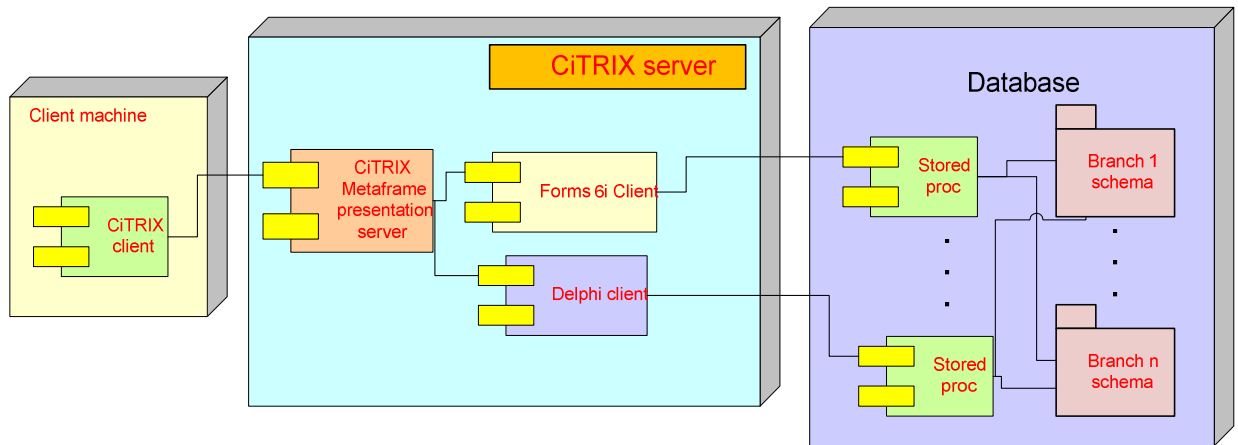 Client machine
CiTRIX
client
CiTRIX server
CiTRIX
Metaframe
presentation
server
Forms 6i Client
Delphi client
Database
Stored
proc
Branch 1
schema
Stored
proc
Branch n
schema